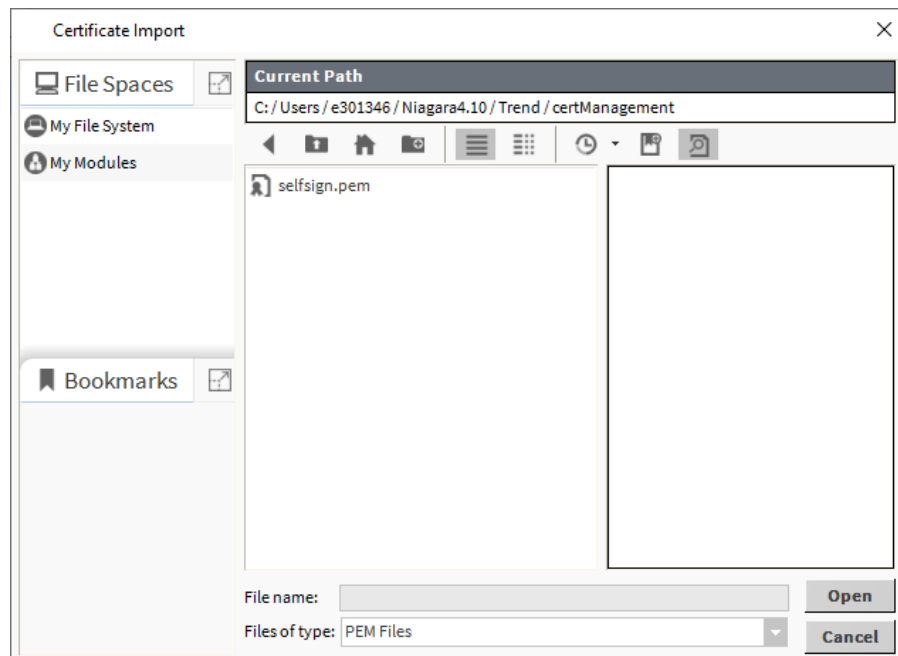 Certificate Import
File Spaces
My File System
My Modules
Bookmarks
Current Path
C: / Users / e301346 / Niagara4.10 / Trend / certManagement
selfsign.pem
File name:
Open
Files of type: PEM Files
Cancel